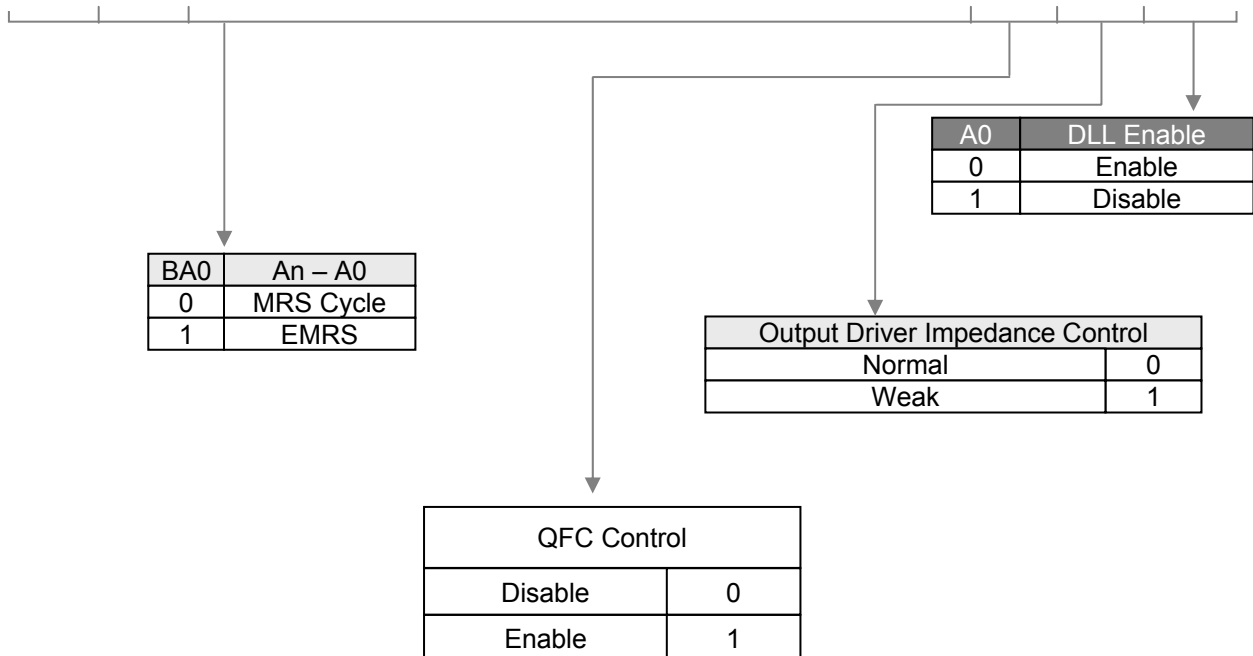 A0 DLL Enable
0 Enable
1 Disable
BA0 An – A0
0 MRS Cycle
1 EMRS
Output Driver Impedance Control
Normal 0
Weak 1
QFC Control
Disable 0
Enable 1